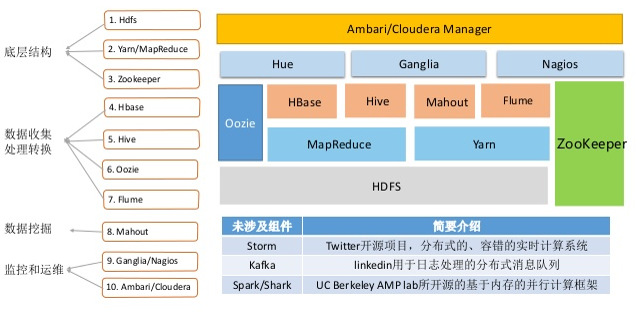 底层结构
数据收集
处理转换
数据挖掘
监控和运维
1. Hdfs
2. Yarn/MapReduce
3. Zookeeper
4. Hbase
5. Hive
6. Oozie
7. Flume
8. Mahout
9. Ganglia/Nagios
10. Ambari/Cloudera
Ambari/Cloudera Manager
Hue
Ganglia
Nagios
Oozie
HBase
Hive
Mahout
Flume
MapReduce
Yarn
ZooKeeper
HDFS
未涉及组件 简要介绍
Storm Twitter开源项目，分布式的、容错的实时计算系统
Kafka linkedin用于日志处理的分布式消息队列
Spark/Shark UC Berkeley AMP lab所开源的基于内存的并行计算框架